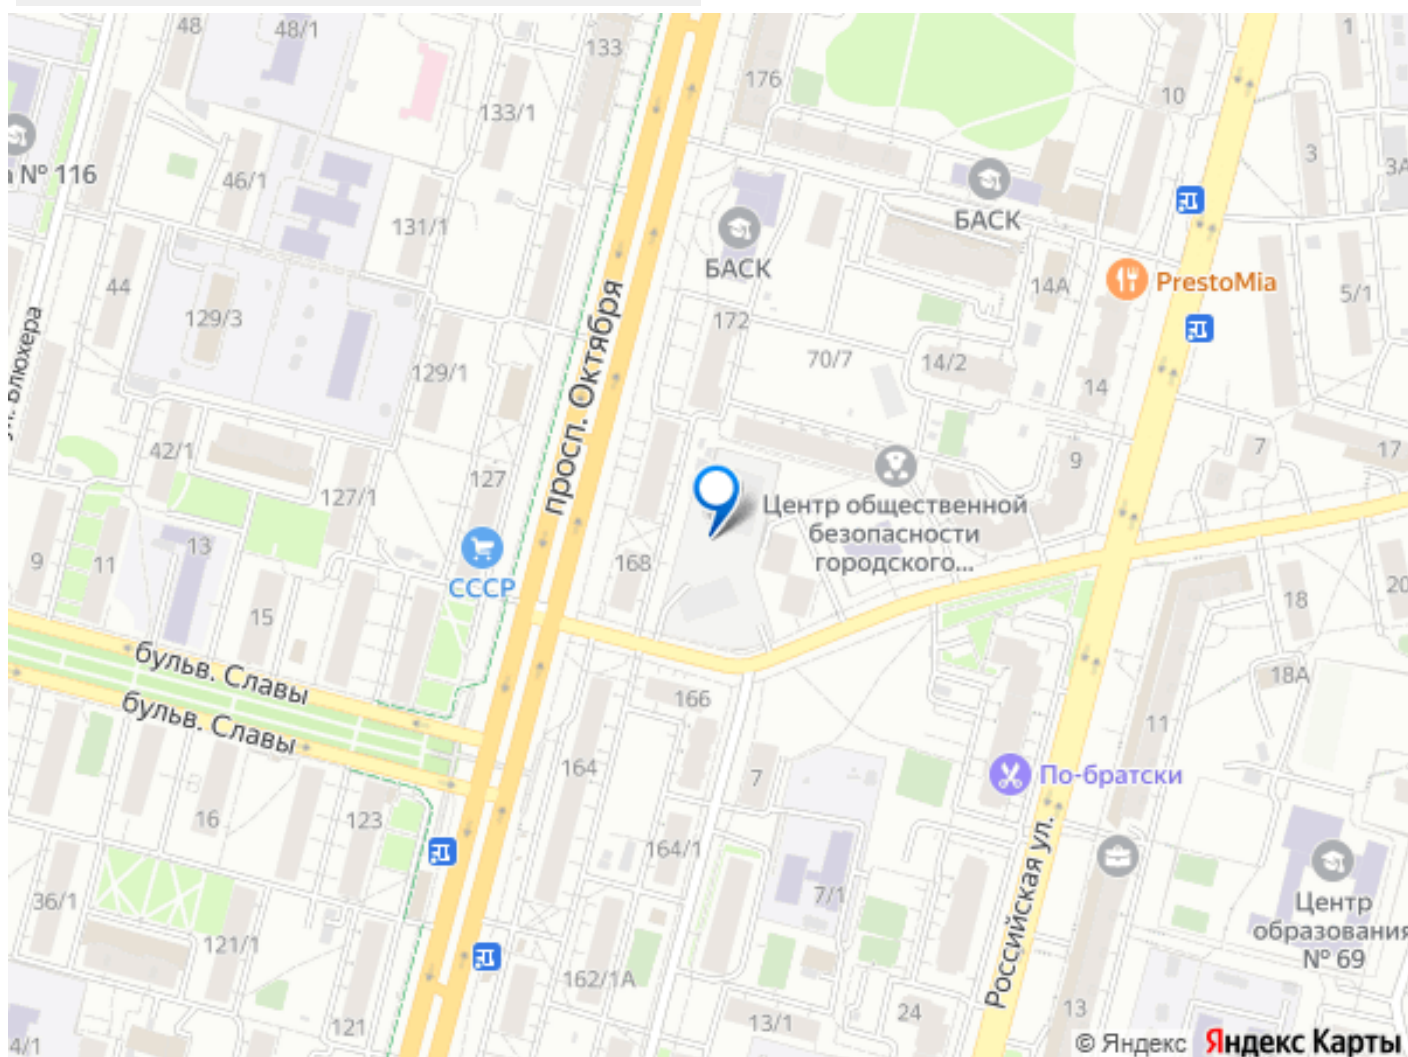 48
48/1
133
176
1
133/1
10
а № 116
46/1
3
3А
131/1
БАСК
БАСК
44
129/3
172
14А
PrestoMia
5/1
ул. Блюхера
просп. Октября
129/1
70/7
14/2
14
42/1
127
9
7
17
127/1
Центр общественной
безопасности
городского...
9
11
13
СССР
168
15
18
20
бульв. Славы
бульв. Славы
166
18А
11
164
7
По-братски
16
123
164/1
Российская ул.
36/1
7/1
Центр
образования
№ 69
121/1
162/1А
4/1
121
13/1
24
13
© Яндекс Яндекс Карты